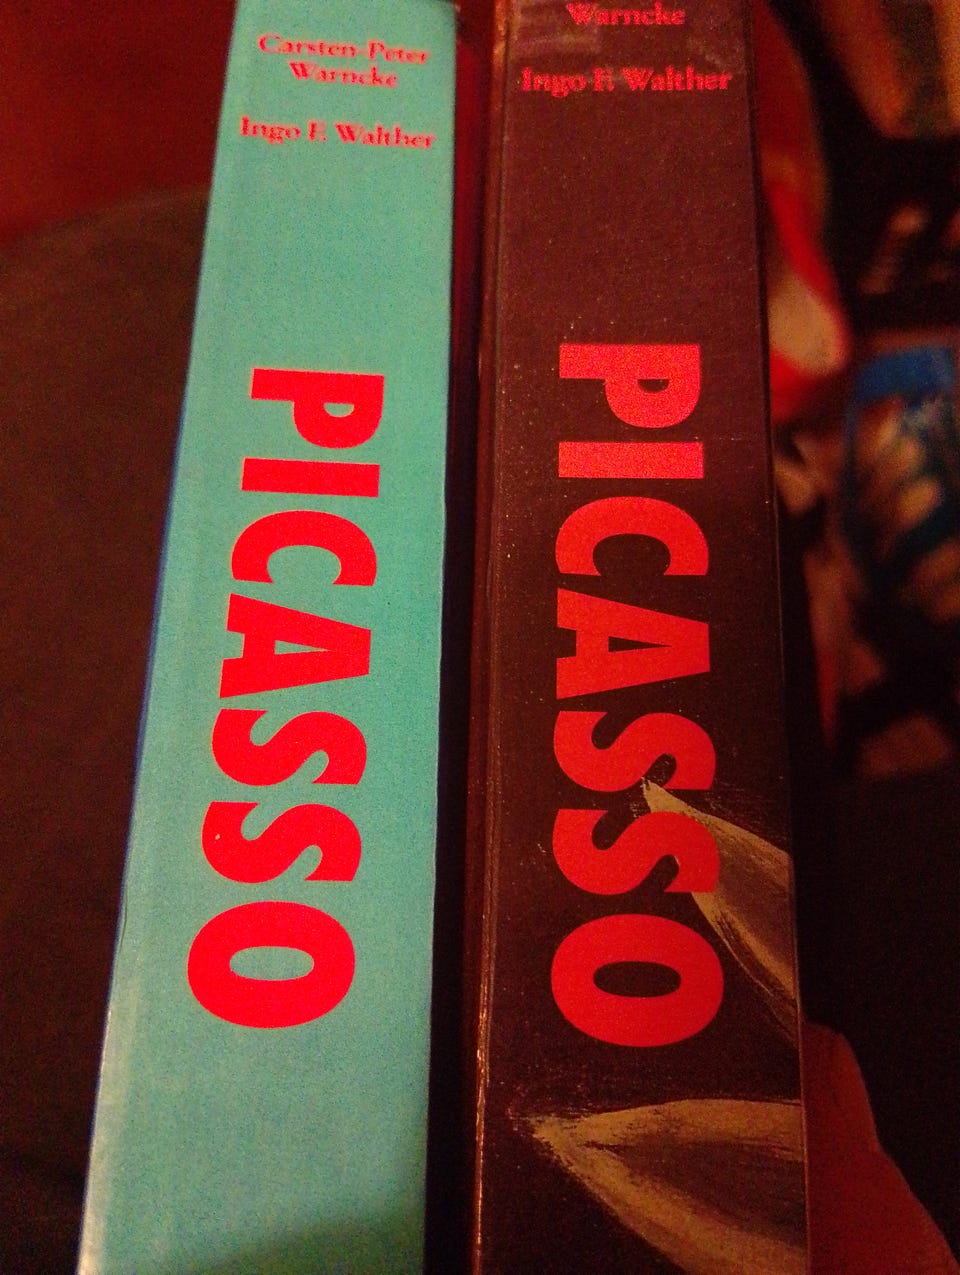 Carsten-Peter
Warncke
Ingo F. Walther
PICASSO
Warncke
Ingo F. Walther
PICASSO